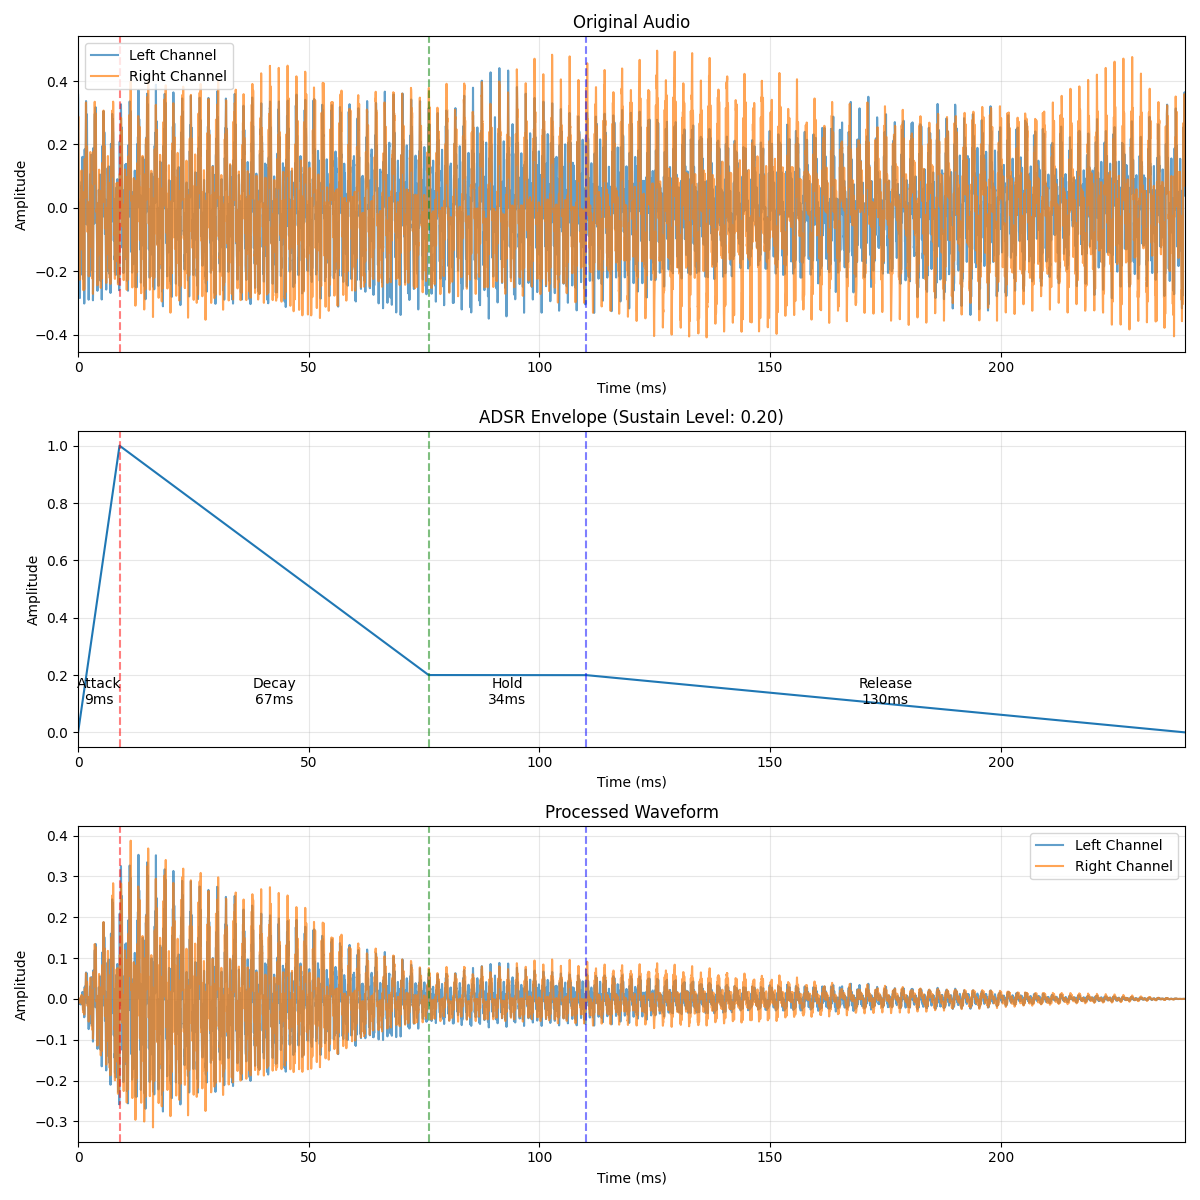 Original Audio
Left Channel
Right Channel
Amplitude
0.4
0.2
0.0
−0.2
−0.4
0
50
100
150
200
Time (ms)
ADSR Envelope (Sustain Level: 0.20)
Amplitude
1.0
0.8
0.6
0.4
0.2
0.0
Attack
9ms
Decay
67ms
Hold
34ms
Release
130ms
0
50
100
150
200
Time (ms)
Processed Waveform
Left Channel
Right Channel
Amplitude
0.4
0.3
0.2
0.1
0.0
−0.1
−0.2
−0.3
0
50
100
150
200
Time (ms)